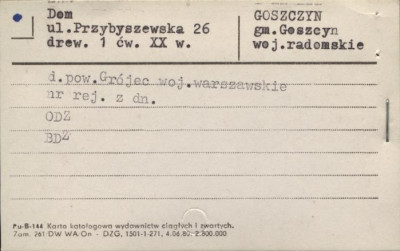 Dom
ul.Przybyszewska 26
drew. 1 ćw. XX w.
GOSZCZYN
gm.Goszcyn
woj.radomskie
d.pow.Grójec woj.warszawskie
nr rej. z dn.
ODZ
BDZ
Pu-B-144 Karta katalogowa wydawnictw ciągłych i zwartych.
Zam. 261 DW WA On - DZG, 1501-1-271, 4.06.80. 2.300.000